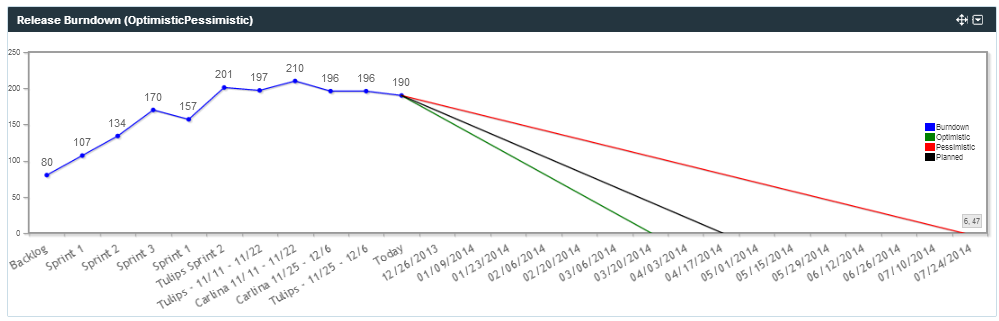 Release Burndown (OptimisticPessimistic)
250
200
150
100
50
0
80
107
134
170
157
201
197
210
196
196
190
Burndown
Optimistic
Pessimistic
Planned
6, 47
Backlog
Sprint 1
Sprint 2
Sprint 3
Sprint 1
Tulips Sprint 2
Tulips - 11/11 - 11/22
Carlina 11/11 - 11/22
Carlina 11/25 - 12/6
Tulips - 11/25 - 12/6
Today
12/26/2013
01/09/2014
01/23/2014
02/06/2014
02/20/2014
03/06/2014
03/20/2014
04/03/2014
04/17/2014
05/01/2014
05/15/2014
05/29/2014
06/12/2014
06/26/2014
07/10/2014
07/24/2014